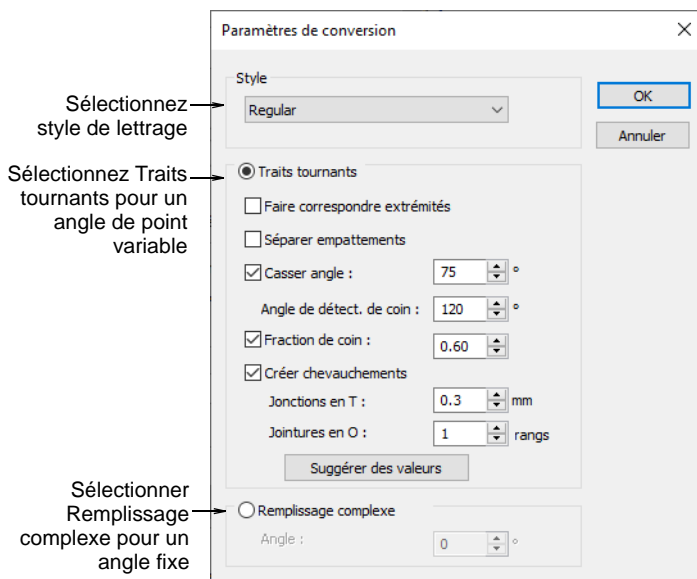 Paramètres de conversion
Style
Sélectionnez
style de lettrage
Regular
OK
Annuler
Sélectionnez Traits
tournants pour un
angle de point
variable
Traits tournants
Faire correspondre extrémités
Séparer empattements
Casser angle : 75 °
Angle de détect. de coin : 120 °
Fraction de coin : 0.60
Créer chevauchements
Jonctions en T : 0.3 mm
Jointures en O : 1 rangs
Suggérer des valeurs
Sélectionner
Remplissage
complexe pour un
angle fixe
Remplissage complexe
Angle : 0 °